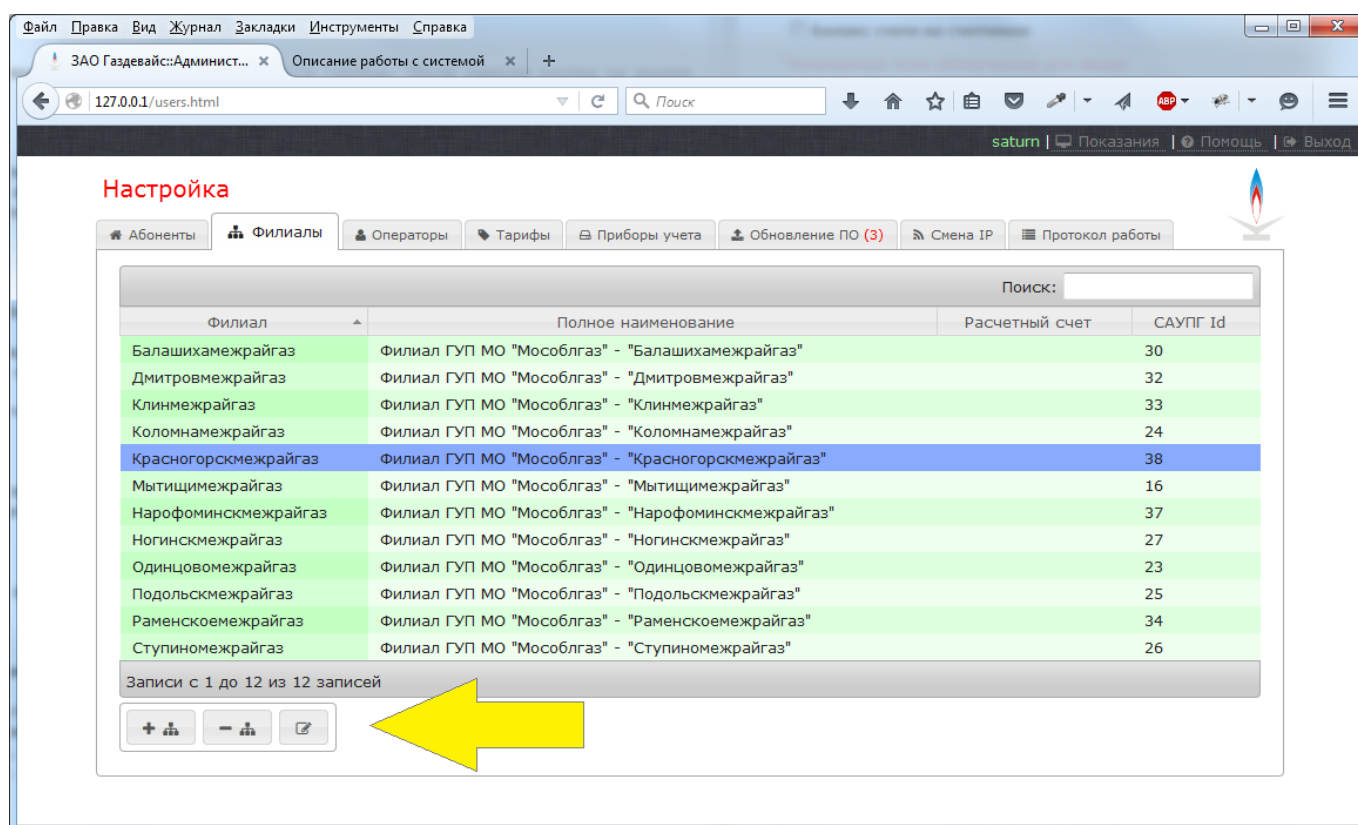 Файл Правка Вид Журнал Закладки Инструменты Справка
ЗАО Газдевайс::Админист... Описание работы с системой
127.0.0.1/users.html Поиск ABP
saturn | Показания | Помощь | Выход
Настройка
Абоненты Филиалы Операторы Тарифы Приборы учета Обновление ПО (3) Смена IP Протокол работы
Поиск:
Филиал Полное наименование Расчетный счет САУПГ Id
Балашихамежрайгаз Филиал ГУП МО "Мособлгаз" - "Балашихамежрайгаз" 30
Дмитровмежрайгаз Филиал ГУП МО "Мособлгаз" - "Дмитровмежрайгаз" 32
Клинмежрайгаз Филиал ГУП МО "Мособлгаз" - "Клинмежрайгаз" 33
Коломнамежрайгаз Филиал ГУП МО "Мособлгаз" - "Коломнамежрайгаз" 24
Красногорскмежрайгаз Филиал ГУП МО "Мособлгаз" - "Красногорскмежрайгаз" 38
Мытищимежрайгаз Филиал ГУП МО "Мособлгаз" - "Мытищимежрайгаз" 16
Нарофоминскмежрайгаз Филиал ГУП МО "Мособлгаз" - "Нарофоминскмежрайгаз" 37
Ногинскмежрайгаз Филиал ГУП МО "Мособлгаз" - "Ногинскмежрайгаз" 27
Одинцовомежрайгаз Филиал ГУП МО "Мособлгаз" - "Одинцовомежрайгаз" 23
Подольскмежрайгаз Филиал ГУП МО "Мособлгаз" - "Подольскмежрайгаз" 25
Раменскоемежрайгаз Филиал ГУП МО "Мособлгаз" - "Раменскоемежрайгаз" 34
Ступиномежрайгаз Филиал ГУП МО "Мособлгаз" - "Ступиномежрайгаз" 26
Записи с 1 до 12 из 12 записей